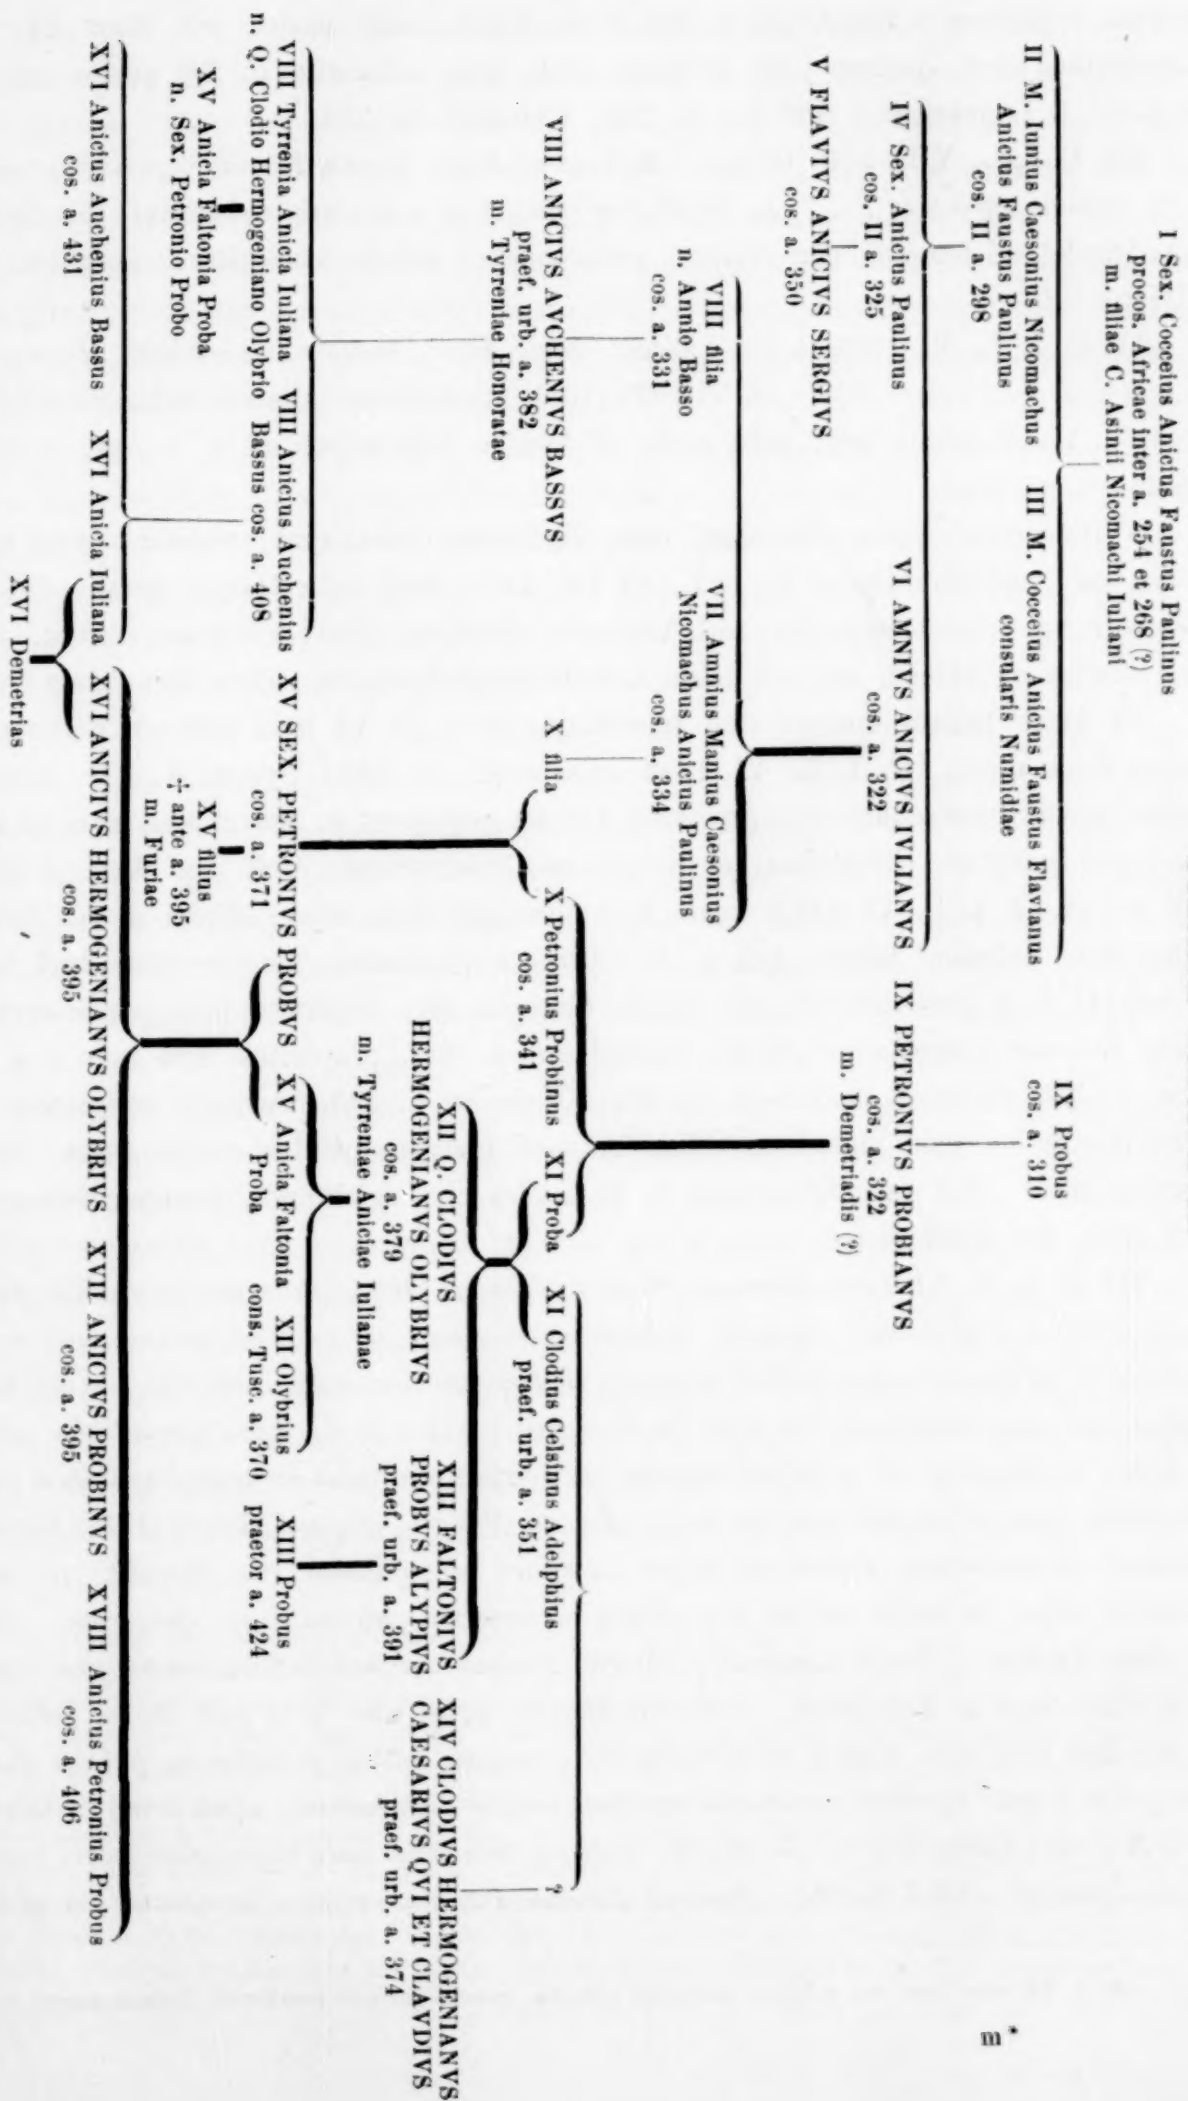 I Sex. Cocceius Anicius Faustus Paulinus
procos. Africae inter a. 254 et 268 (?)
m. filiae C. Asinii Nicomachi Iuliani
IX Probus
cos. a. 310
II M. Iunius Caesonius Nicomachus
Anicius Faustus Paulinus
cos. II a. 298
III M. Cocceius Anicius Faustus Flavianus
consularis Numidiae
IV Sex. Anicius Paulinus
cos. II a. 325
VI AMNIVS ANICIVS IVLIANVS
cos. a. 322
IX PETRONIVS PROBIANVS
cos. a. 322
m. Demetriadis (?)
V FLAVIVS ANICIVS SERGIVS
cos. a. 350
VIII filia
n. Annio Basso
cos. a. 331
VII Amnius Manius Caesonius
Nicomachus Anicius Paulinus
cos. a. 334
VIII ANICIVS AVCHENIVS BASSVS
praef. urb. a. 382
m. Tyreniae Honoratae
X filia
X Petronius Probinus
cos. a. 341
XI Proba
XI Clodius Celsinus Adelphius
praef. urb. a. 351
?
XII Q. CLODIVS
HERMOGENIANVS OLYBRIVS
cos. a. 379
m. Tyrreniae Aniciae Iulianae
XIII FALTONIVS
PROBVS ALYPIVS
praef. urb. a. 391
XIV CLODIVS HERMOGENIANVS
CAESARIVS QVI ET CLAVDIVS
praef. urb. a. 374
VIII Tyrrenia Anicia Iuliana
n. Q. Clodio Hermogeniano Olybrio
VIII Anicius Auchenius
Bassus cos. a. 408
XV SEX. PETRONIVS PROBVS
cos. a. 371
XV Anicia Faltonia
Proba
XII Olybrius
cons. Tusc. a. 370
XIII Probus
praetor a. 424
XV Anicia Faltonia Proba
n. Sex. Petronio Probo
XV filius
÷ ante a. 395
m. Furiae
XVI Anicius Auchenius Bassus
cos. a. 431
XVI Anicia Iuliana
XVI ANICIVS HERMOGENIANVS OLYBRIVS
cos. a. 395
XVII ANICIVS PROBINVS
cos. a. 395
XVIII Anicius Petronius Probus
cos. a. 406
XVI Demetrias
m*